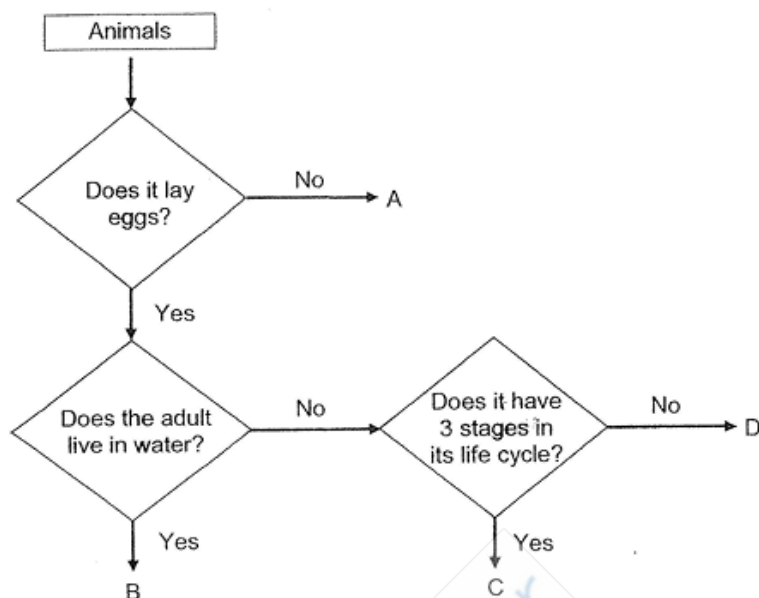 Animals
Does it lay
eggs?
No
A
Yes
Does the adult
live in water?
No
Does it have
3 stages in
its life cycle?
No
D
Yes
B
Yes
C